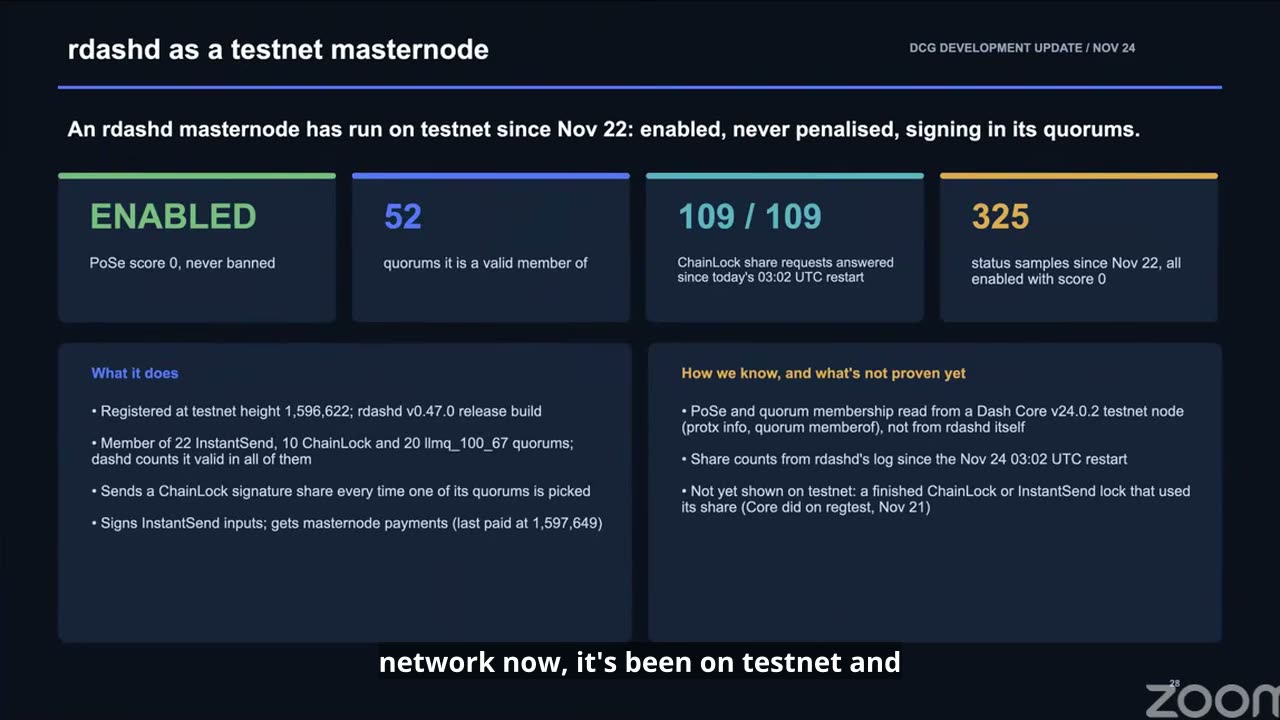 rdashd as a testnet masternode
DCG DEVELOPMENT UPDATE / NOV 24
An rdashd masternode has run on testnet since Nov 22: enabled, never penalised, signing in its quorums.
ENABLED
PoSe score 0, never banned
52
quorums it is a valid member of
109 / 109
ChainLock share requests answered
since today's 03:02 UTC restart
325
status samples since Nov 22, all
enabled with score 0
What it does
• Registered at testnet height 1,596,622; rdashd v0.47.0 release build
• Member of 22 InstantSend, 10 ChainLock and 20 llmq_100_67 quorums;
dashd counts it valid in all of them
• Sends a ChainLock signature share every time one of its quorums is picked
• Signs InstantSend inputs; gets masternode payments (last paid at 1,597,649)
How we know, and what's not proven yet
• PoSe and quorum membership read from a Dash Core v24.0.2 testnet node
(protx info, quorum memberof), not from rdashd itself
• Share counts from rdashd's log since the Nov 24 03:02 UTC restart
• Not yet shown on testnet: a finished ChainLock or InstantSend lock that used
its share (Core did on regtest, Nov 21)
network now, it's been on testnet and
28
zoom